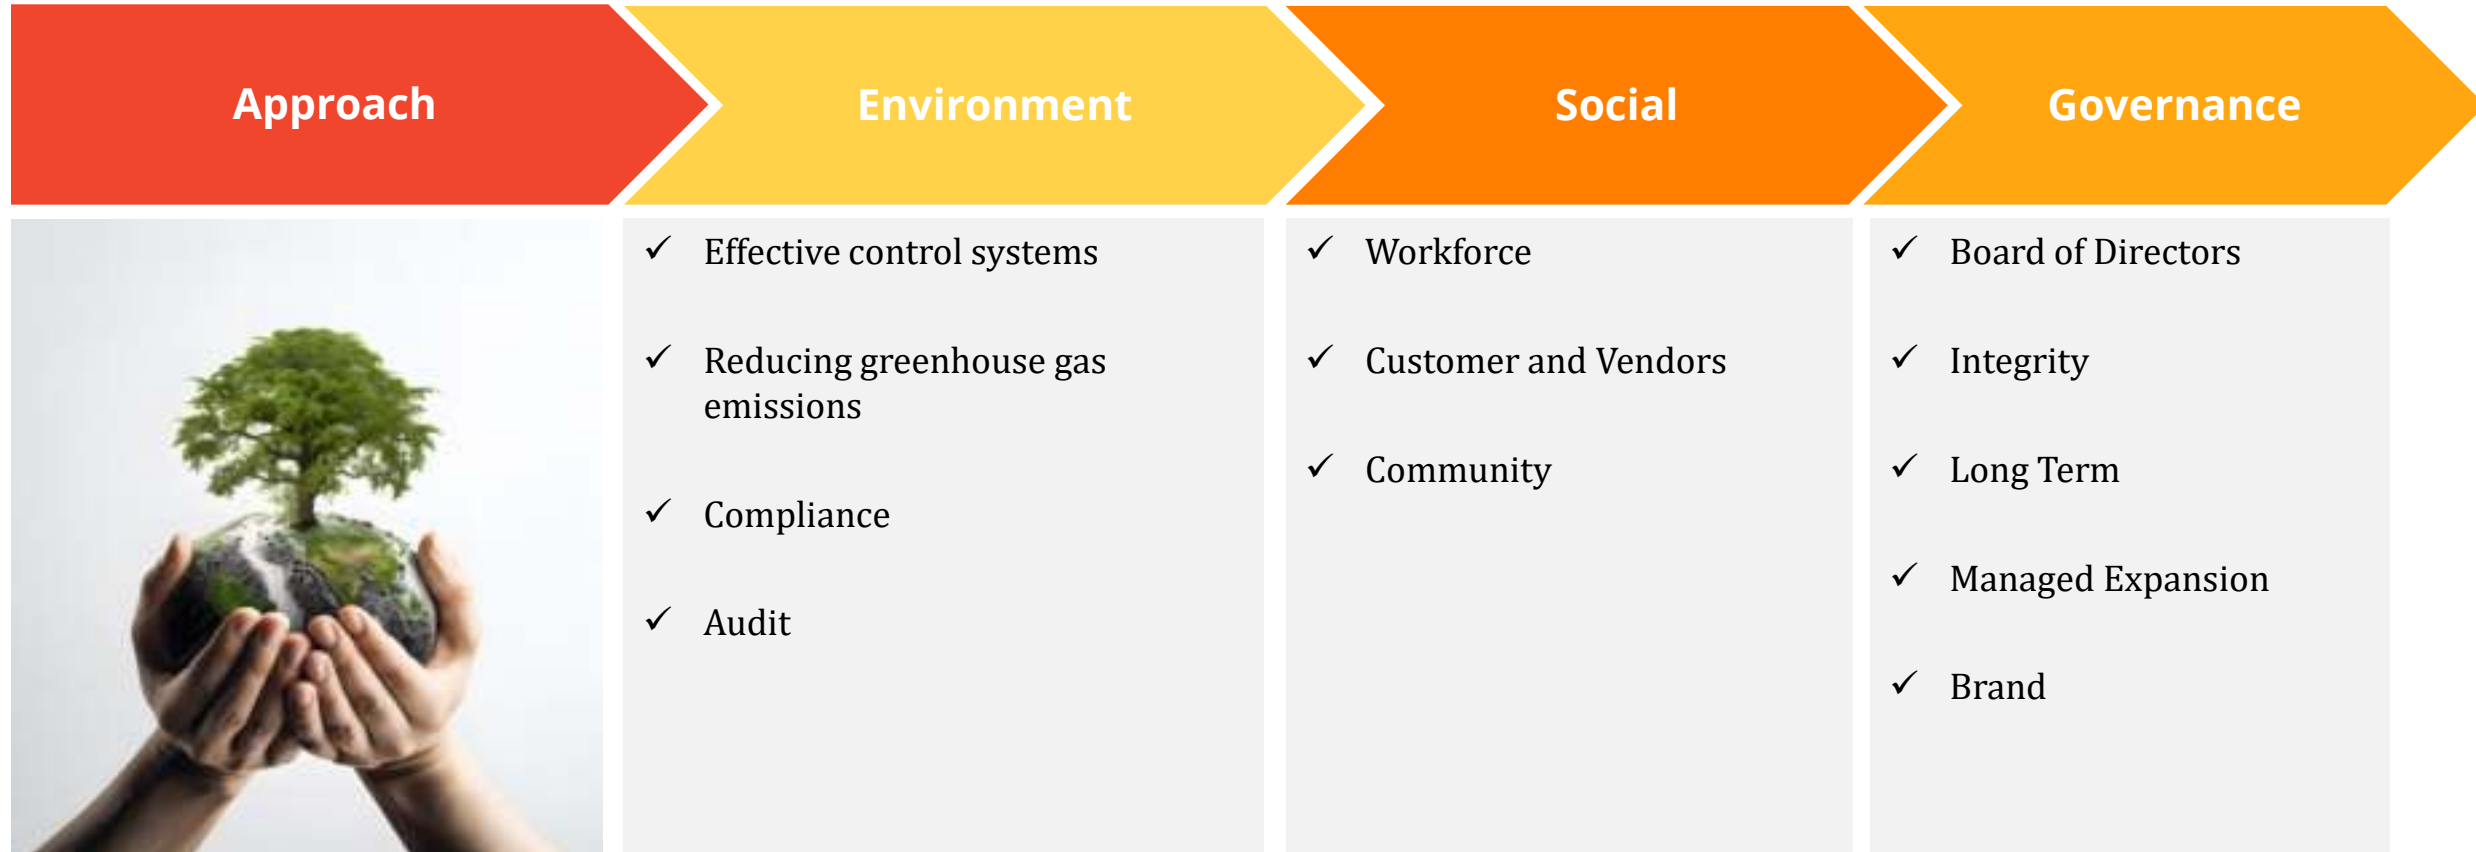 Approach
Environment
Social
Governance
✓ Effective control systems
✓ Reducing greenhouse gas
emissions
✓ Compliance
✓ Audit
✓ Workforce
✓ Customer and Vendors
✓ Community
✓ Board of Directors
✓ Integrity
✓ Long Term
✓ Managed Expansion
✓ Brand